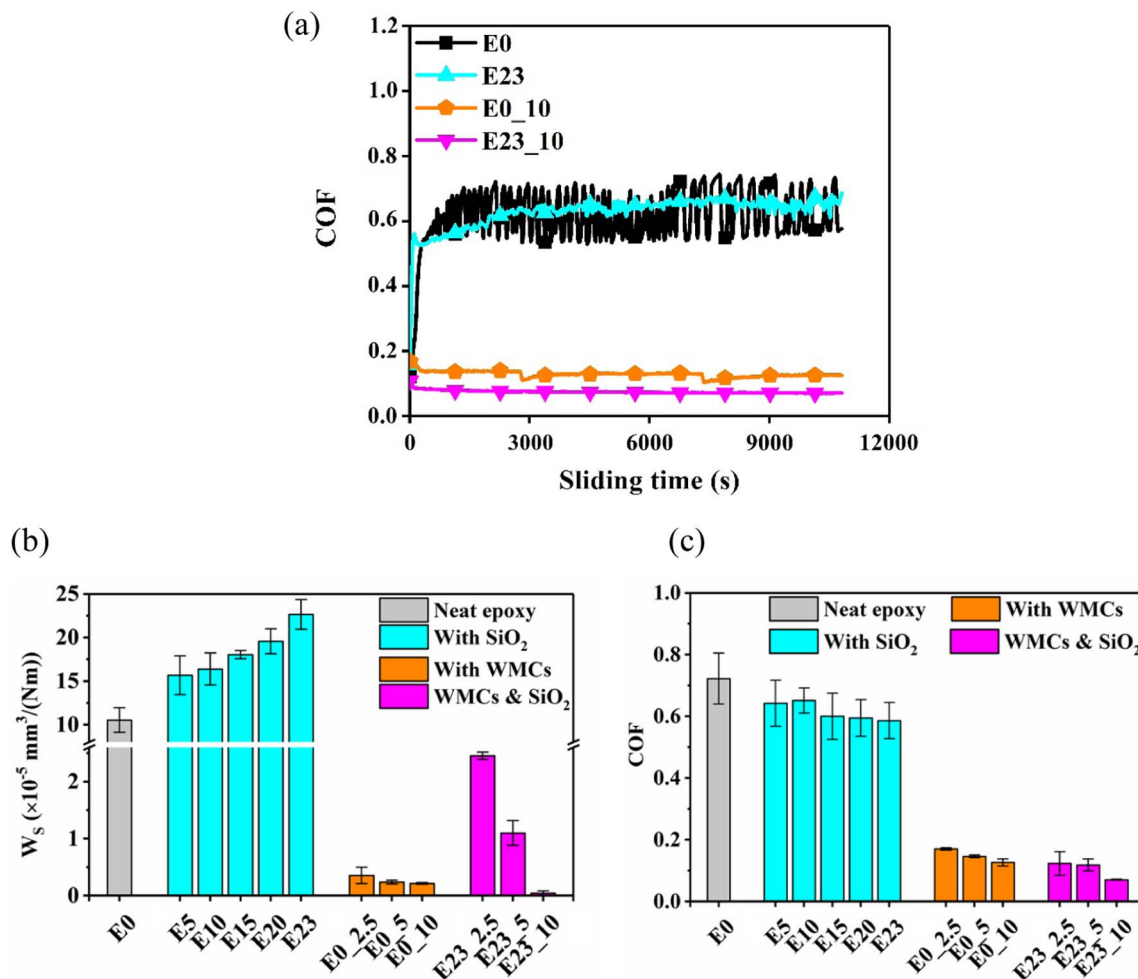 (a)
1.2
1.0
0.8
0.6
0.4
0.2
0.0
COF
E0
E23
E0_10
E23_10
0 3000 6000 9000 12000
Sliding time (s)
(b)
25
20
15
10
2
1
0
Wₛ (×10⁻⁵ mm³/(Nm))
Neat epoxy
With SiO₂
With WMCs
WMCs & SiO₂
E0 E5 E10 E15 E20 E23 E0_2.5 E0_5 E0_10 E23_2.5 E23_5 E23_10
(c)
1.0
0.8
0.6
0.4
0.2
0.0
COF
Neat epoxy With WMCs
With SiO₂ WMCs & SiO₂
E0 E5 E10 E15 E20 E23 E0_2.5 E0_5 E0_10 E23_2.5 E23_5 E23_10